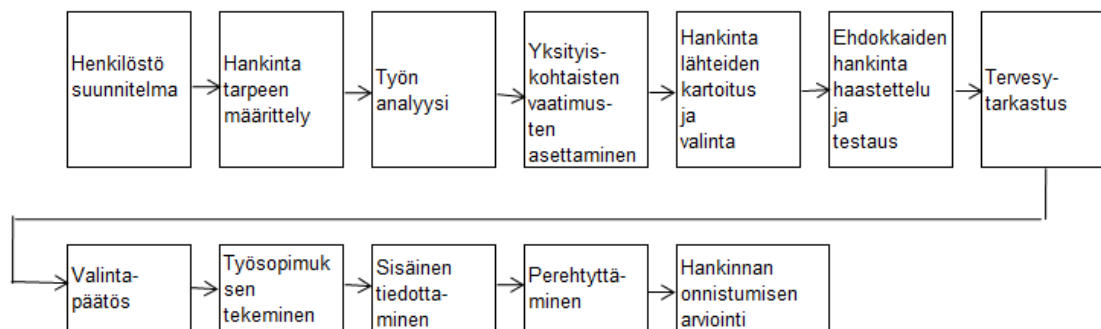 Henkilöstö
suunnitelma
Hankinta
tarpeen
määrittely
Työn
analyysi
Yksityis-
kohtaisten
vaatimus-
ten
asettaminen
Hankinta
lähteiden
kartoitus
ja
valinta
Ehdokkaiden
hankinta
haastettelu
ja
testaus
Tervesy-
tarkastus
Valinta-
päätös
Työsopimuk
sen
tekeminen
Sisäinen
tiedotta-
minen
Perehtyttä-
minen
Hankinnan
onnistumisen
arviointi